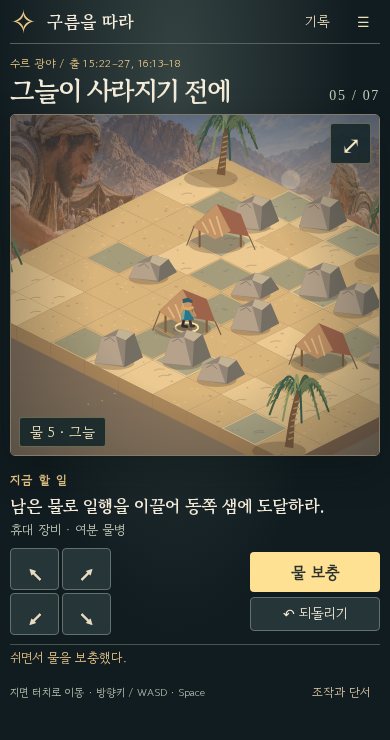 구름을 따라
기록
수르 광야 / 출 15:22–27, 16:13–18
그늘이 사라지기 전에
05 / 07
물 5 · 그늘
지금 할 일
남은 물로 일행을 이끌어 동쪽 샘에 도달하라.
휴대 장비 · 여분 물병
물 보충
↶ 되돌리기
쉬면서 물을 보충했다.
지면 터치로 이동 · 방향키 / WASD · Space
조작과 단서